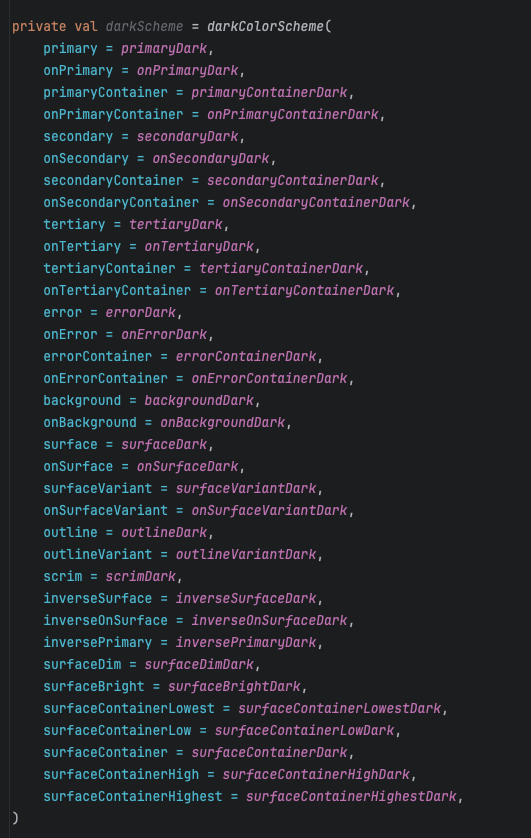 private val darkScheme = darkColorScheme(
    primary = primaryDark,
    onPrimary = onPrimaryDark,
    primaryContainer = primaryContainerDark,
    onPrimaryContainer = onPrimaryContainerDark,
    secondary = secondaryDark,
    onSecondary = onSecondaryDark,
    secondaryContainer = secondaryContainerDark,
    onSecondaryContainer = onSecondaryContainerDark,
    tertiary = tertiaryDark,
    onTertiary = onTertiaryDark,
    tertiaryContainer = tertiaryContainerDark,
    onTertiaryContainer = onTertiaryContainerDark,
    error = errorDark,
    onError = onErrorDark,
    errorContainer = errorContainerDark,
    onErrorContainer = onErrorContainerDark,
    background = backgroundDark,
    onBackground = onBackgroundDark,
    surface = surfaceDark,
    onSurface = onSurfaceDark,
    surfaceVariant = surfaceVariantDark,
    onSurfaceVariant = onSurfaceVariantDark,
    outline = outlineDark,
    outlineVariant = outlineVariantDark,
    scrim = scrimDark,
    inverseSurface = inverseSurfaceDark,
    inverseOnSurface = inverseOnSurfaceDark,
    inversePrimary = inversePrimaryDark,
    surfaceDim = surfaceDimDark,
    surfaceBright = surfaceBrightDark,
    surfaceContainerLowest = surfaceContainerLowestDark,
    surfaceContainerLow = surfaceContainerLowDark,
    surfaceContainer = surfaceContainerDark,
    surfaceContainerHigh = surfaceContainerHighDark,
    surfaceContainerHighest = surfaceContainerHighestDark,
)